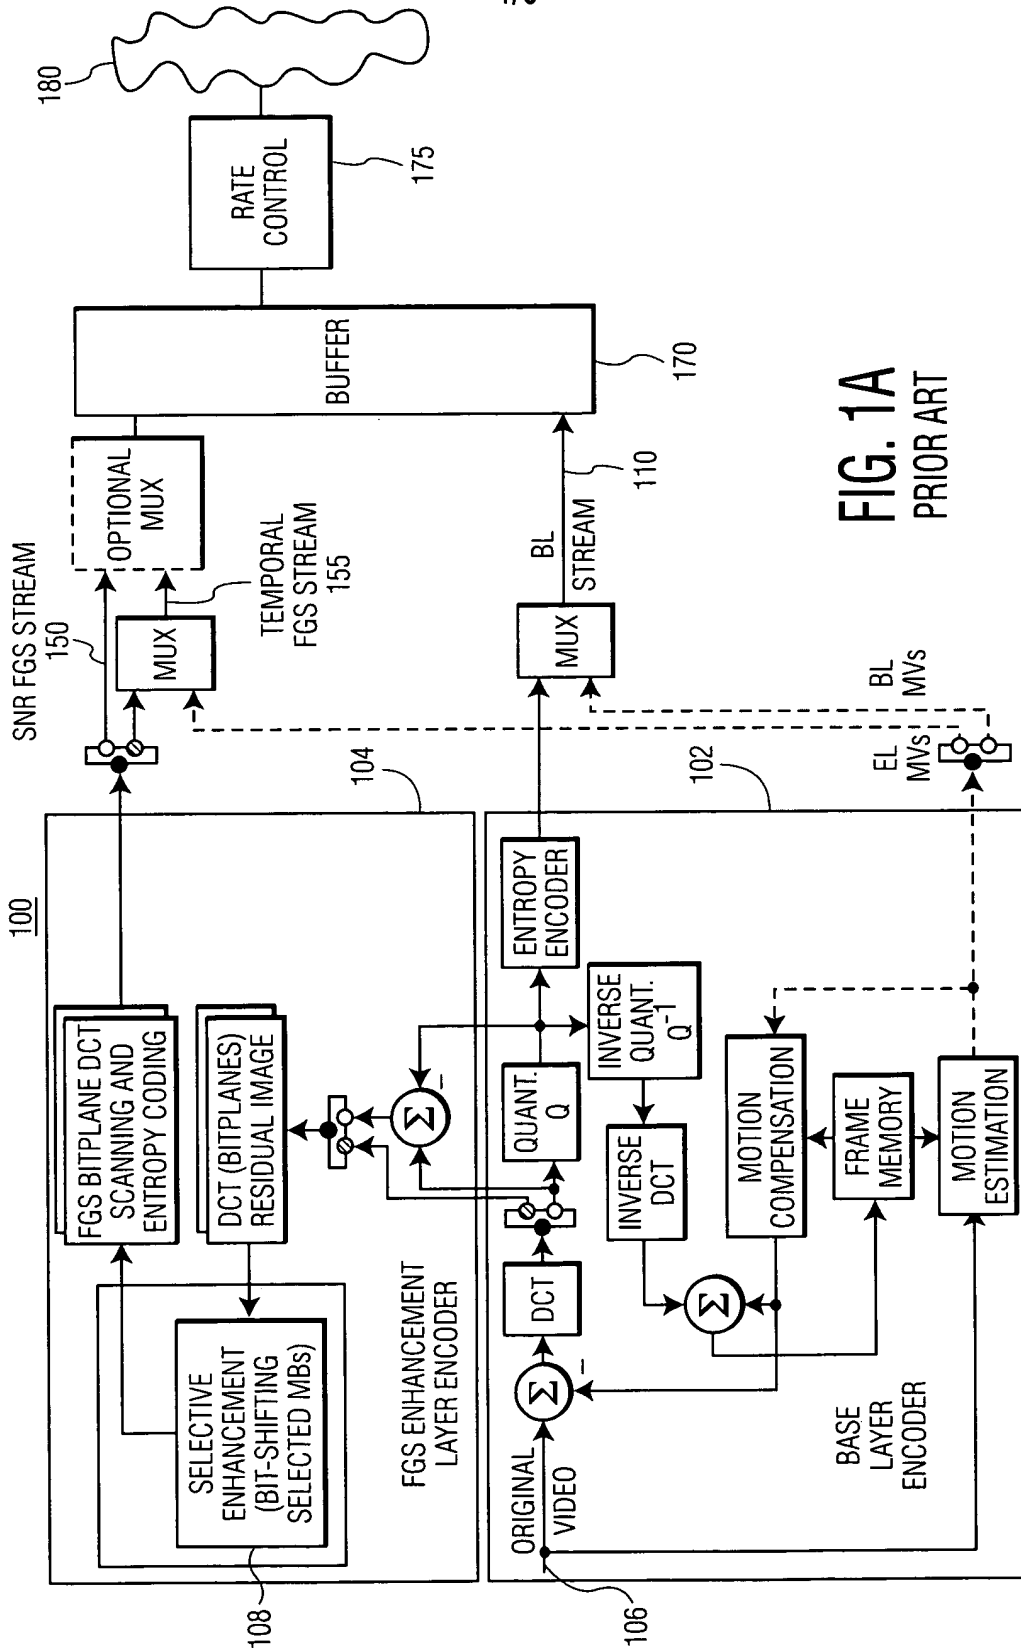 100
108
SELECTIVE
ENHANCEMENT
(BIT-SHIFTING
SELECTED MBs)
FGS BITPLANE DCT
SCANNING AND
ENTROPY CODING
DCT (BITPLANES)
RESIDUAL IMAGE
FGS ENHANCEMENT
LAYER ENCODER
104
SNR FGS STREAM
150
MUX
TEMPORAL
FGS STREAM
155
OPTIONAL
MUX
BUFFER
170
RATE
CONTROL
175
180
106
ORIGINAL
VIDEO
Σ
–
DCT
Σ
–
QUANT.
Q
ENTROPY
ENCODER
INVERSE
QUANT.
Q⁻¹
INVERSE
DCT
Σ
MOTION
COMPENSATION
FRAME
MEMORY
MOTION
ESTIMATION
BASE
LAYER
ENCODER
102
EL
MVs
BL
MVs
MUX
BL
STREAM
110
FIG. 1A
PRIOR ART